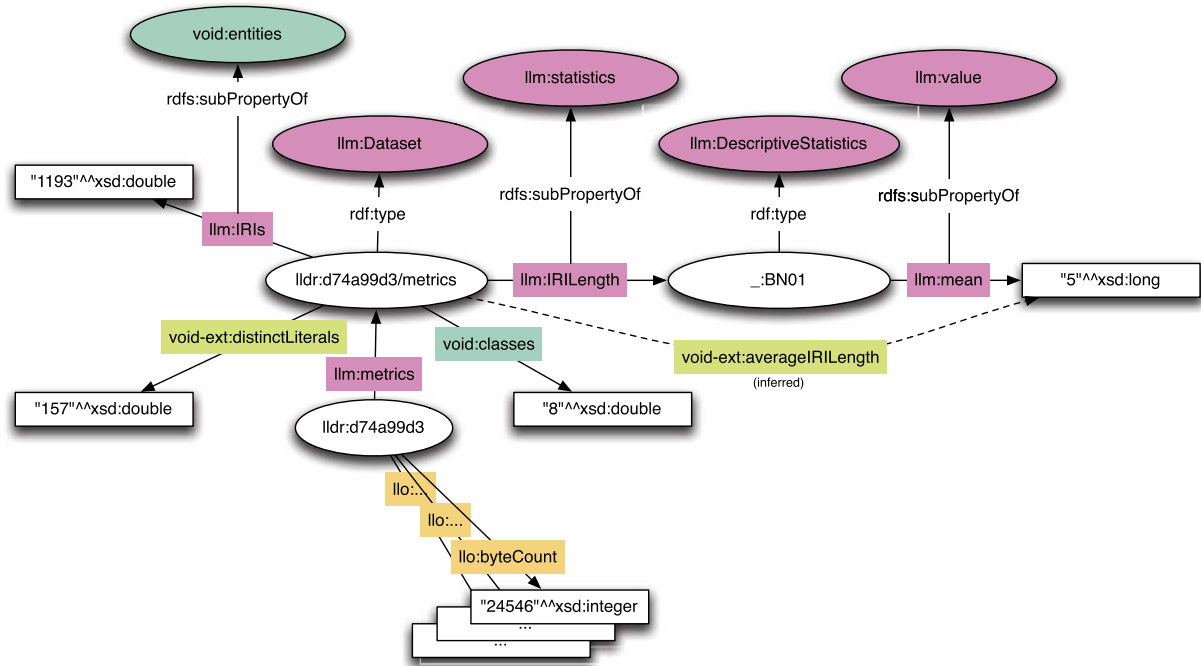 void:entities
llm:statistics
llm:value
rdfs:subPropertyOf
llm:Dataset
llm:DescriptiveStatistics
"1193"^^xsd:double
rdfs:subPropertyOf
rdfs:subPropertyOf
rdf:type
rdf:type
llm:IRIs
lldr:d74a99d3/metrics
llm:IRILength
_:BN01
llm:mean
"5"^^xsd:long
void-ext:distinctLiterals
void:classes
void-ext:averageIRILength
(inferred)
llm:metrics
"157"^^xsd:double
"8"^^xsd:double
lldr:d74a99d3
llo:...
llo:...
llo:byteCount
"24546"^^xsd:integer
...
...